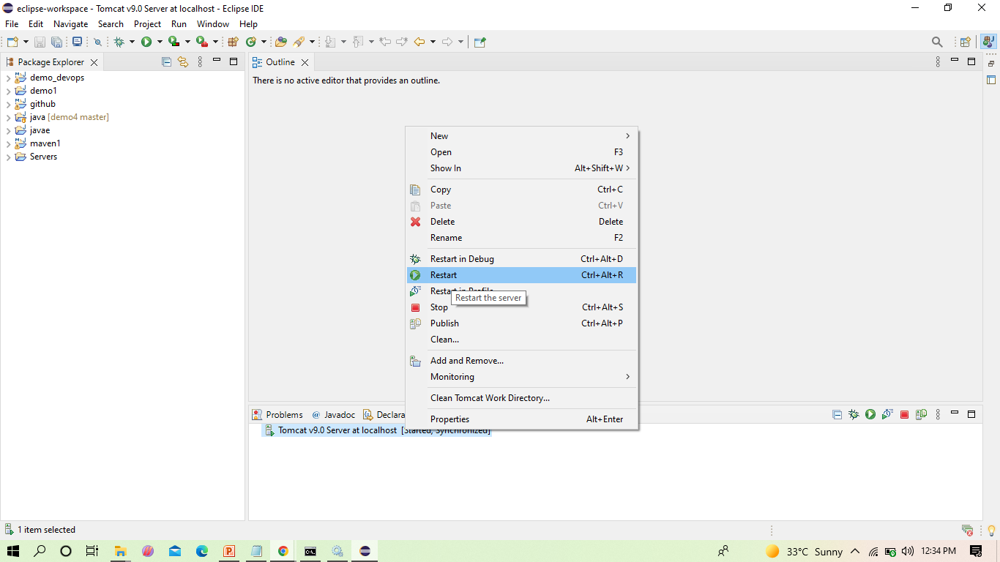 eclipse-workspace - Tomcat v9.0 Server at localhost - Eclipse IDE
File Edit Navigate Search Project Run Window Help
Package Explorer
demo_devops
demo1
github
java [demo4 master]
javae
maven1
Servers
Outline
There is no active editor that provides an outline.
New
Open F3
Show In Alt+Shift+W
Copy Ctrl+C
Paste Ctrl+V
Delete Delete
Rename F2
Restart in Debug Ctrl+Alt+D
Restart Ctrl+Alt+R
Restart in Profile
Restart the server
Stop Ctrl+Alt+S
Publish Ctrl+Alt+P
Clean...
Add and Remove...
Monitoring
Clean Tomcat Work Directory...
Properties Alt+Enter
Problems @ Javadoc Declara
Tomcat v9.0 Server at localhost [Started, Synchronized]
1 item selected
33°C Sunny 12:34 PM